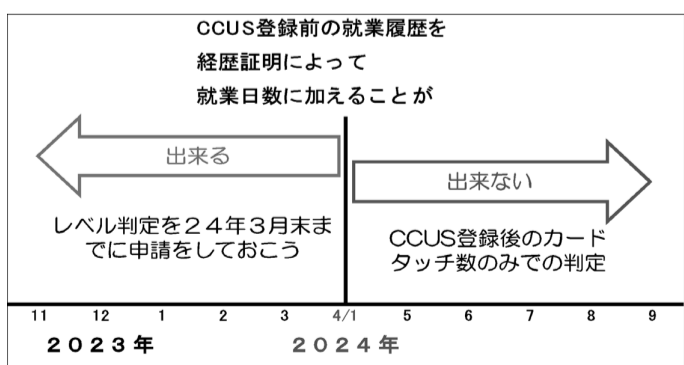 CCUS登録前の就業履歴を
経歴証明によって
就業日数に加えることが
出来る
出来ない
レベル判定を24年3月末ま
でに申請をしておこう
CCUS登録後のカード
タッチ数のみでの判定
11 12 1 2 3 4/1 5 6 7 8 9
2023年 2024年